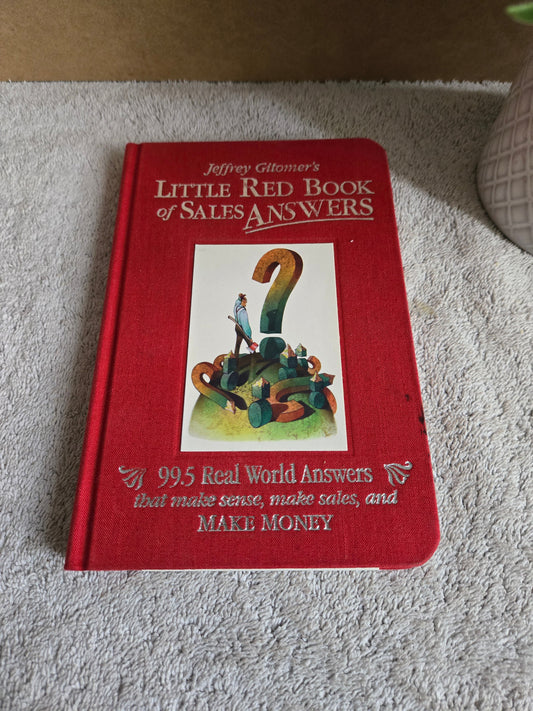 Jeffrey Gitomer's
LITTLE RED BOOK
of SALES ANSWERS
99.5 Real World Answers
that make sense, make sales, and
MAKE MONEY